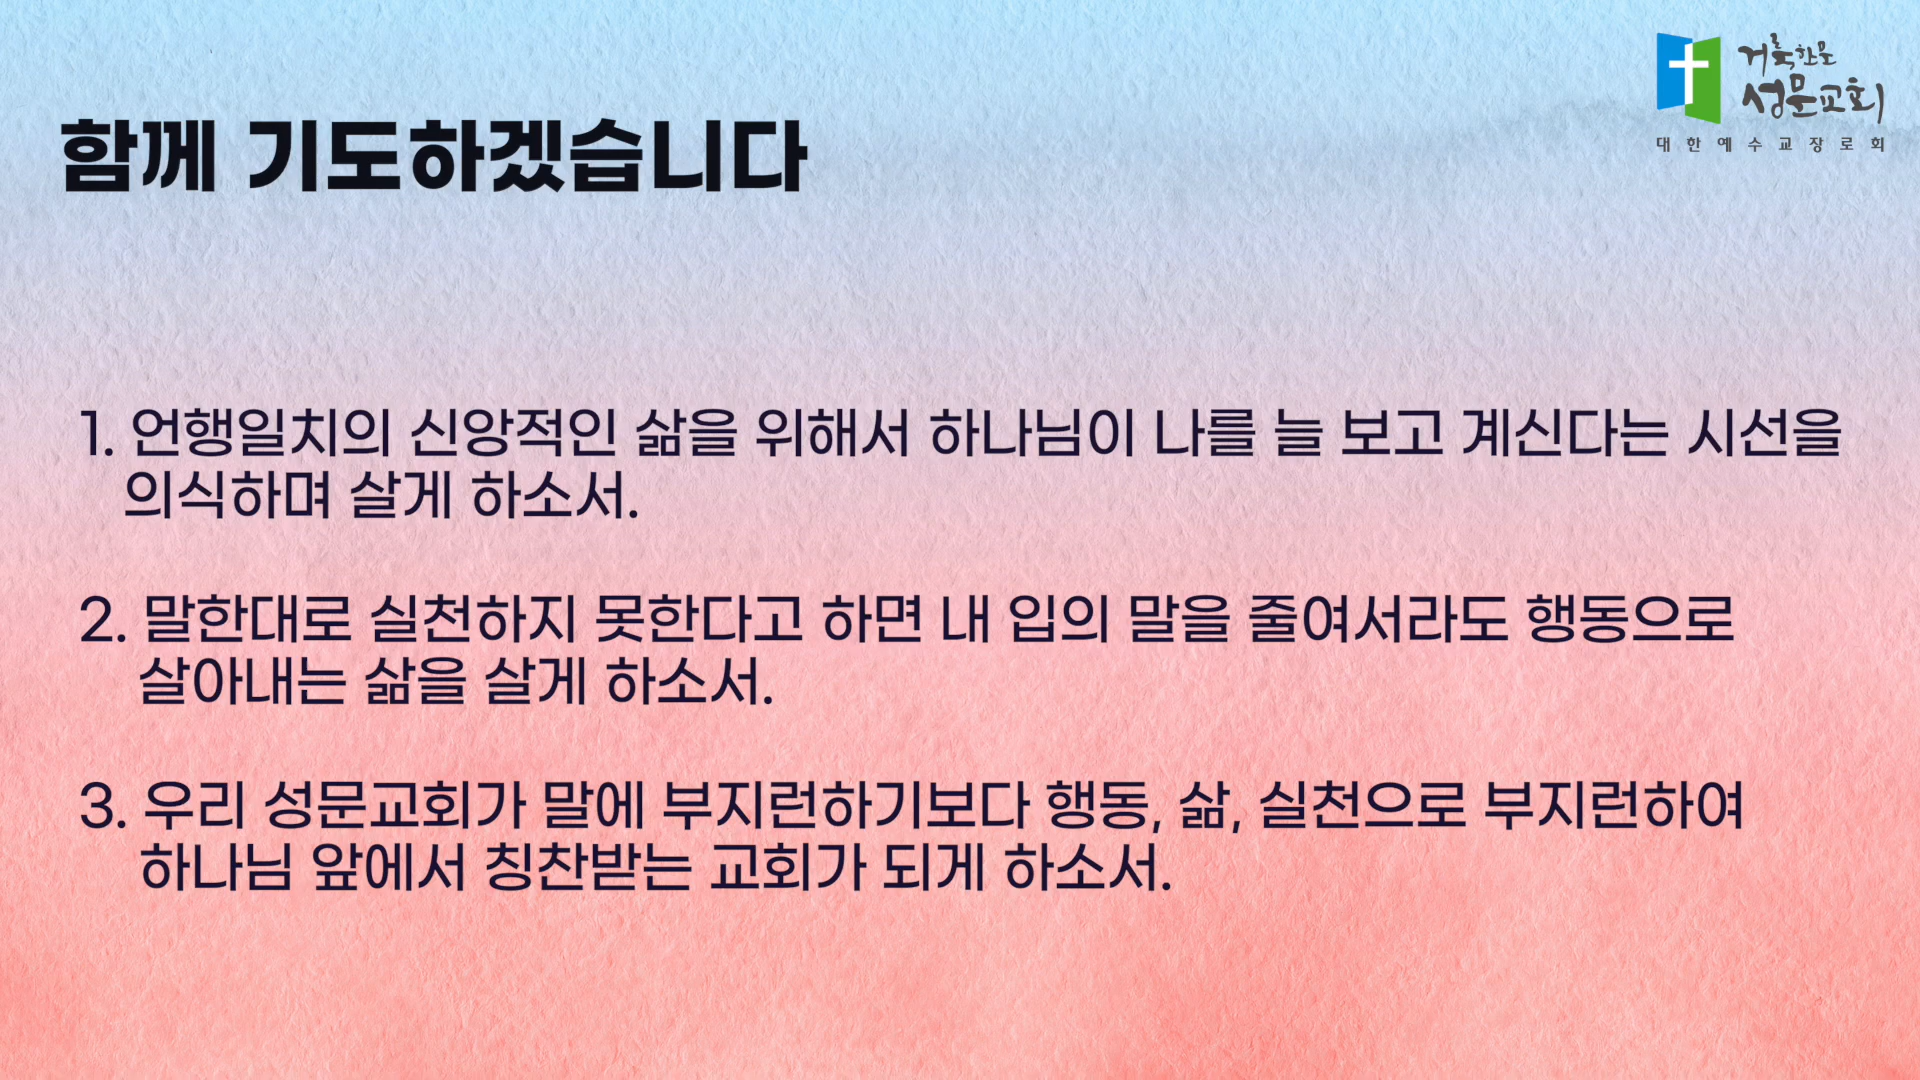 거룩한문
성문교회
대한예수교장로회
함께 기도하겠습니다
1. 언행일치의 신앙적인 삶을 위해서 하나님이 나를 늘 보고 계신다는 시선을
의식하며 살게 하소서.
2. 말한대로 실천하지 못한다고 하면 내 입의 말을 줄여서라도 행동으로
살아내는 삶을 살게 하소서.
3. 우리 성문교회가 말에 부지런하기보다 행동, 삶, 실천으로 부지런하여
하나님 앞에서 칭찬받는 교회가 되게 하소서.